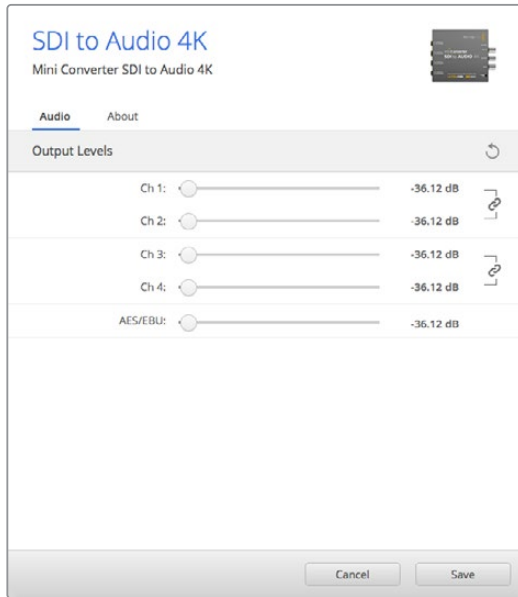 SDI to Audio 4K
Mini Converter SDI to Audio 4K
Audio About
Output Levels
Ch 1: -36.12 dB
Ch 2: -36.12 dB
Ch 3: -36.12 dB
Ch 4: -36.12 dB
AES/EBU: -36.12 dB
Cancel Save